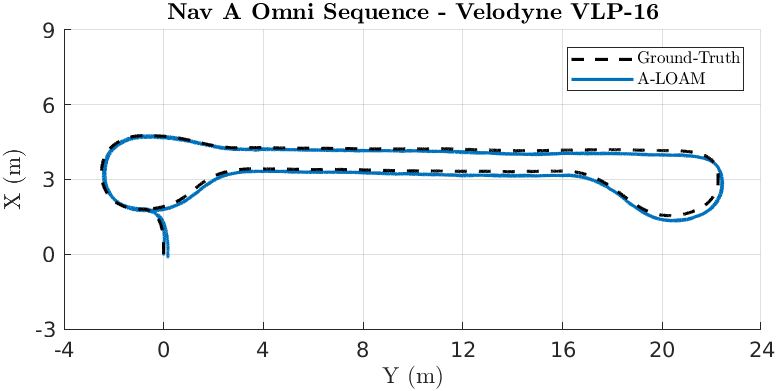 Nav A Omni Sequence - Velodyne VLP-16
Ground-Truth
A-LOAM
9
6
3
0
-3
X (m)
-4
0
4
8
12
16
20
24
Y (m)